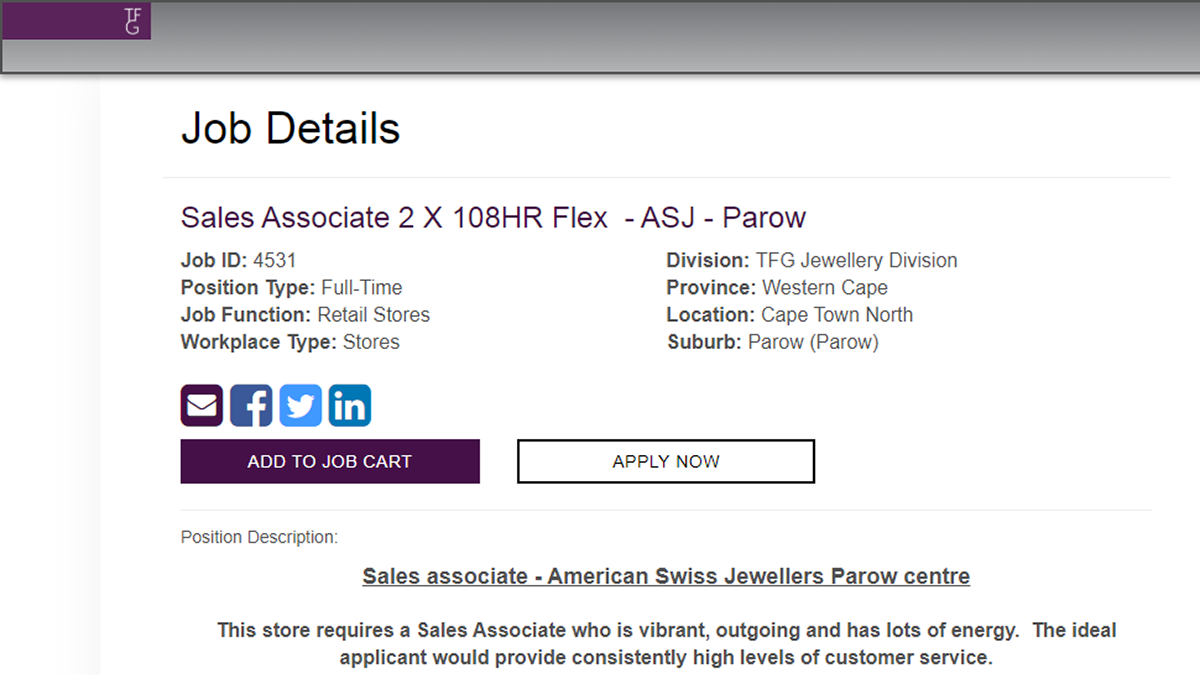 TFG
Job Details
Sales Associate 2 X 108HR Flex  - ASJ - Parow
Job ID: 4531
Position Type: Full-Time
Job Function: Retail Stores
Workplace Type: Stores
Division: TFG Jewellery Division
Province: Western Cape
Location: Cape Town North
Suburb: Parow (Parow)
ADD TO JOB CART
APPLY NOW
Position Description:
Sales associate - American Swiss Jewellers Parow centre
This store requires a Sales Associate who is vibrant, outgoing and has lots of energy.  The ideal
applicant would provide consistently high levels of customer service.